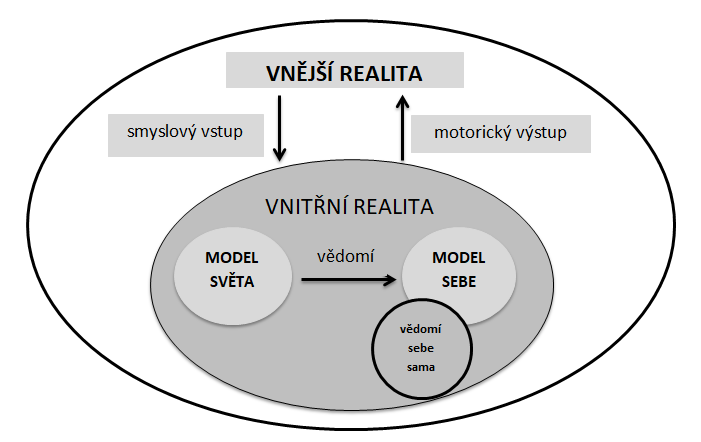 VNĚJŠÍ REALITA
smyslový vstup
motorický výstup
VNITŘNÍ REALITA
MODEL
SVĚTA
vědomí
MODEL
SEBE
vědomí
sebe
sama